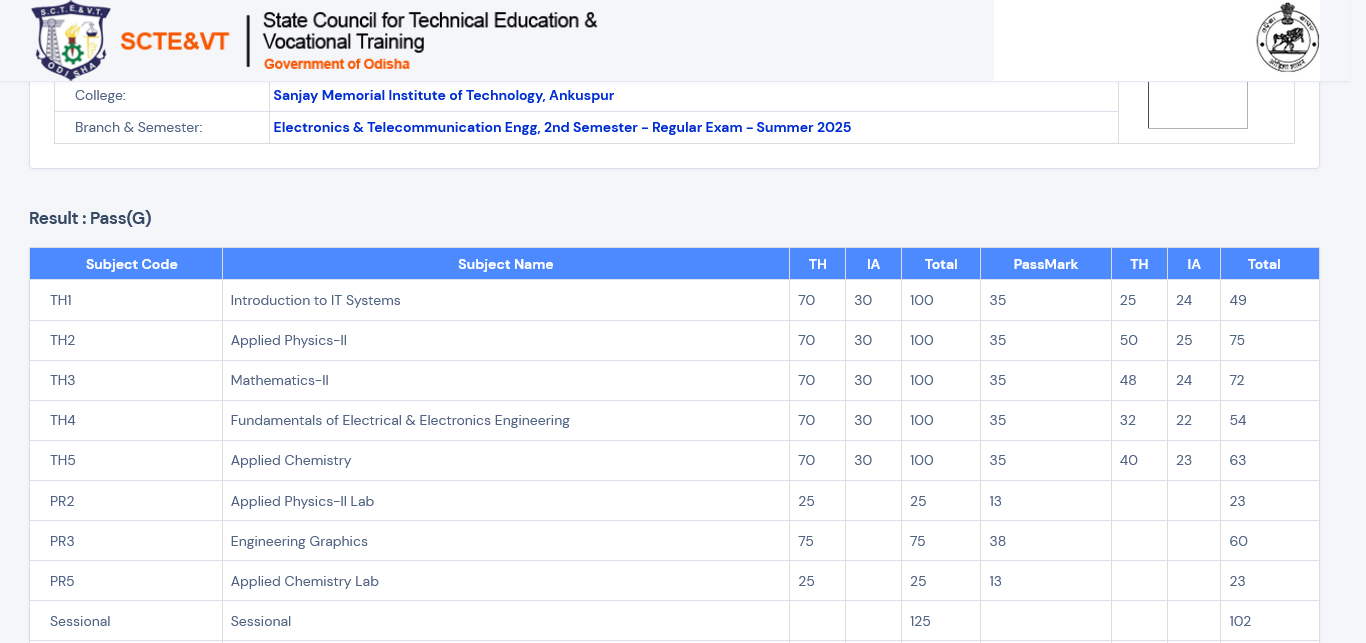 S.C.T.E.&V.T.
ODISHA
SCTE&VT
State Council for Technical Education &
Vocational Training
Government of Odisha
College: Sanjay Memorial Institute of Technology, Ankuspur
Branch & Semester: Electronics & Telecommunication Engg, 2nd Semester - Regular Exam - Summer 2025
Result : Pass(G)
Subject Code Subject Name TH IA Total PassMark TH IA Total
TH1 Introduction to IT Systems 70 30 100 35 25 24 49
TH2 Applied Physics-II 70 30 100 35 50 25 75
TH3 Mathematics-II 70 30 100 35 48 24 72
TH4 Fundamentals of Electrical & Electronics Engineering 70 30 100 35 32 22 54
TH5 Applied Chemistry 70 30 100 35 40 23 63
PR2 Applied Physics-II Lab 25 25 13 23
PR3 Engineering Graphics 75 75 38 60
PR5 Applied Chemistry Lab 25 25 13 23
Sessional Sessional 125 102